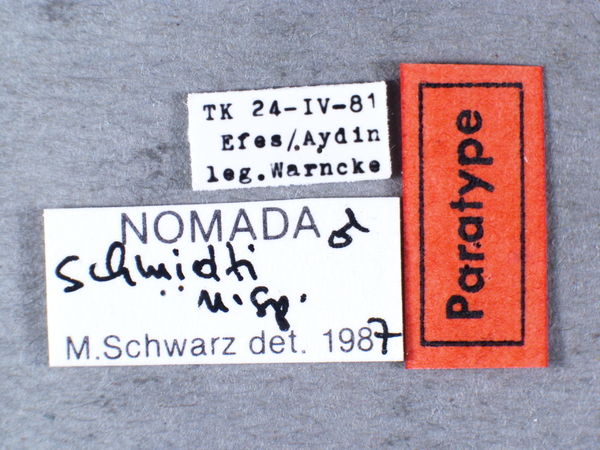 TK 24-IV-81
Efes/Aydin
leg.Warncke
NOMADA ♂
schmidti
n.sp.
M.Schwarz det. 1987
Paratype